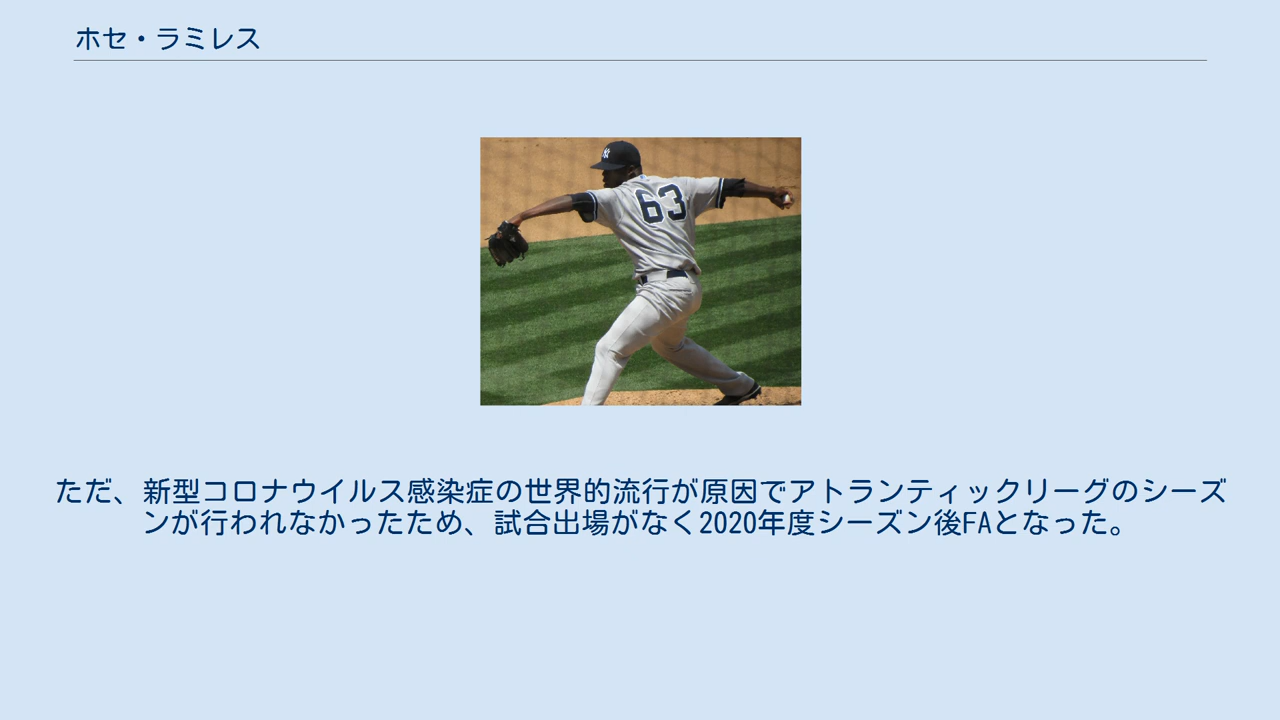 ホセ・ラミレス
63
ただ、新型コロナウイルス感染症の世界的流行が原因でアトランティックリーグのシーズ
ンが行われなかったため、試合出場がなく2020年度シーズン後FAとなった。